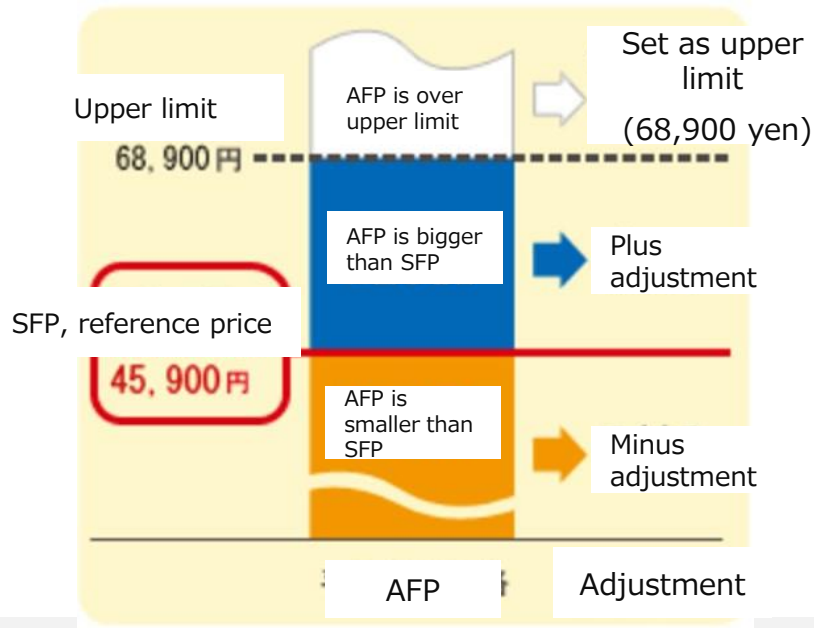 Set as upper
limit
(68,900 yen)
AFP is over
upper limit
Upper limit
68,900円
AFP is bigger
than SFP
Plus
adjustment
SFP, reference price
45,900円
AFP is
smaller than
SFP
Minus
adjustment
AFP
Adjustment